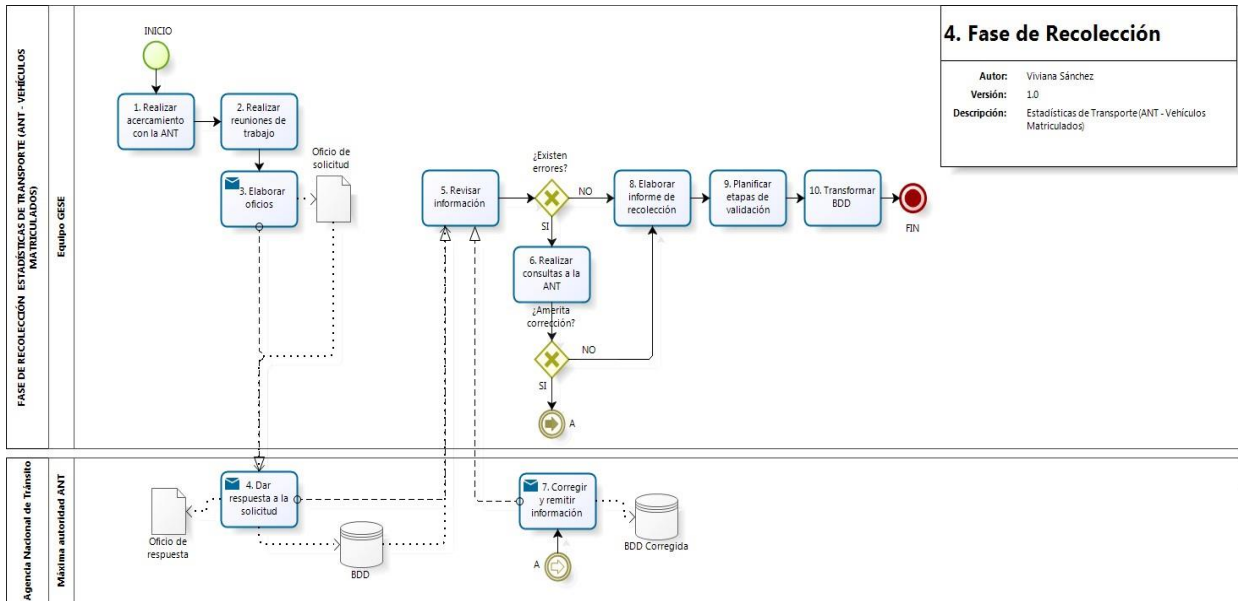 FASE DE RECOLECCIÓN ESTADÍSTICAS DE TRANSPORTE (ANT - VEHÍCULOS
MATRICULADOS)
Equipo GESE
INICIO
1. Realizar
acercamiento
con la ANT
2. Realizar
reuniones de
trabajo
Oficio de
solicitud
3. Elaborar
oficios
5. Revisar
información
¿Existen
errores?
NO
SI
6. Realizar
consultas a la
ANT
¿Amerita
corrección?
NO
SI
A
8. Elaborar
informe de
recolección
9. Planificar
etapas de
validación
10. Transformar
BDD
FIN
4. Fase de Recolección
Autor: Viviana Sánchez
Versión: 1.0
Descripción: Estadísticas de Transporte (ANT - Vehículos
Matriculados)
Agencia Nacional de Tránsito
Máxima autoridad ANT
Oficio de
respuesta
4. Dar
respuesta a la
solicitud
BDD
7. Corregir
y remitir
información
BDD Corregida
A